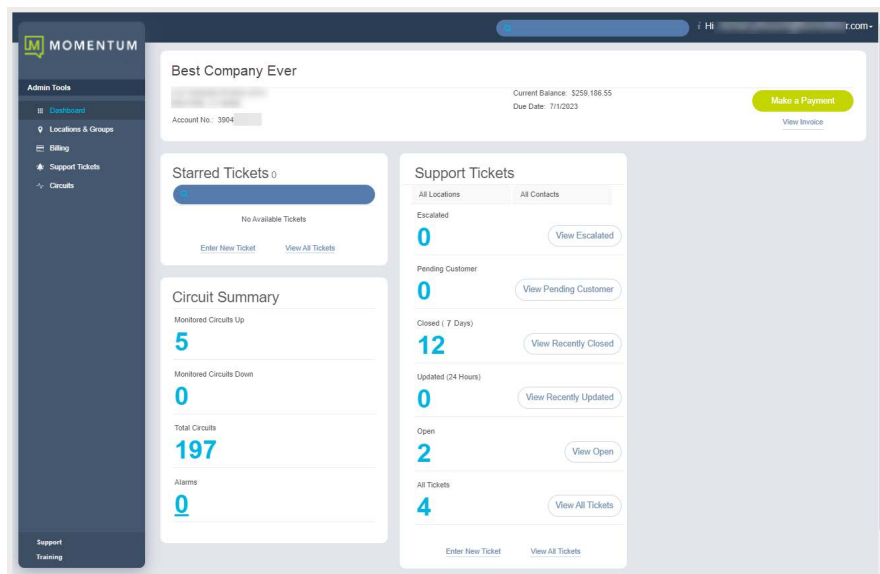 M MOMENTUM
i Hi r.com
Admin Tools
Dashboard
Locations & Groups
Billing
Support Tickets
Circuits
Support
Training
Best Company Ever
Account No.: 3904
Current Balance: $259,186.55
Due Date: 7/1/2023
Make a Payment
View Invoice
Starred Tickets 0
No Available Tickets
Enter New Ticket View All Tickets
Circuit Summary
Monitored Circuits Up
5
Monitored Circuits Down
0
Total Circuits
197
Alarms
0
Support Tickets
All Locations All Contacts
Escalated
0 View Escalated
Pending Customer
0 View Pending Customer
Closed ( 7 Days)
12 View Recently Closed
Updated (24 Hours)
0 View Recently Updated
Open
2 View Open
All Tickets
4 View All Tickets
Enter New Ticket View All Tickets